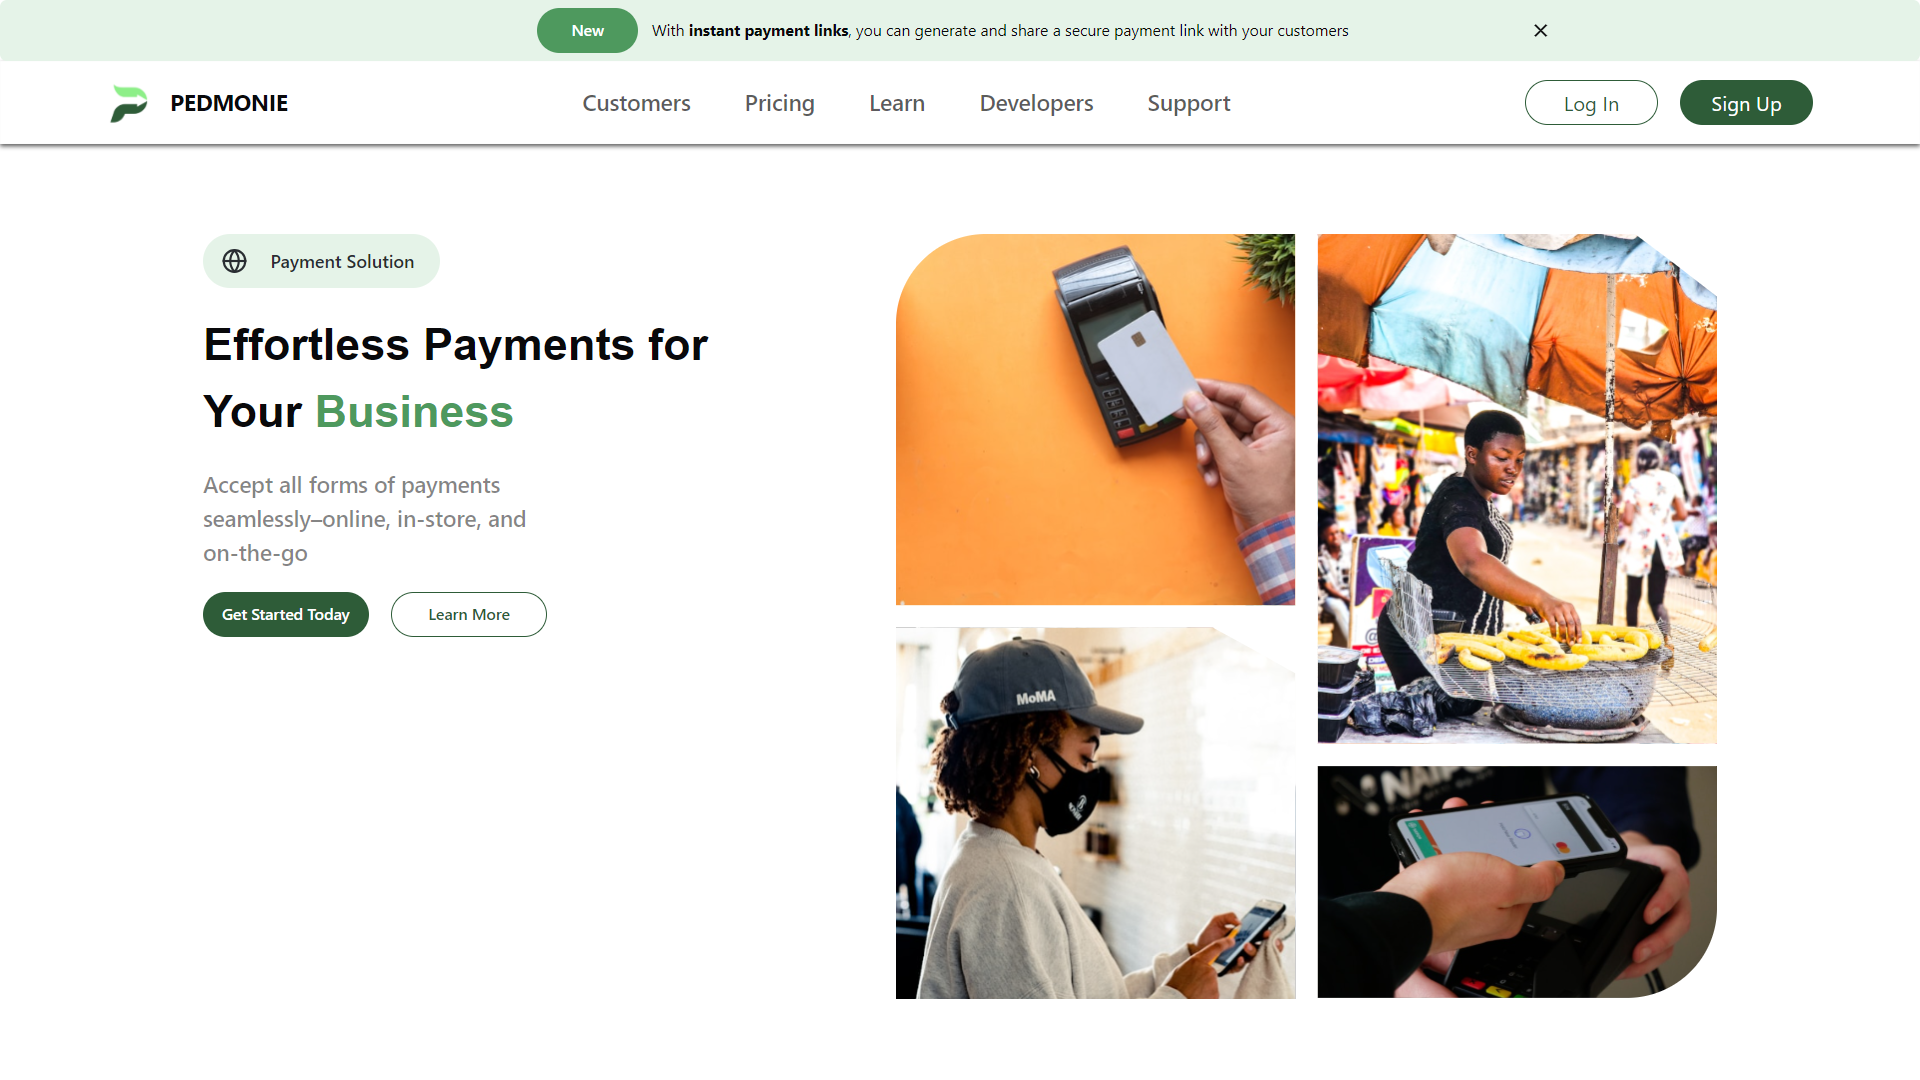 New
With instant payment links, you can generate and share a secure payment link with your customers
PEDMONIE
Customers
Pricing
Learn
Developers
Support
Log In
Sign Up
Payment Solution
Effortless Payments for
Your Business
Accept all forms of payments
seamlessly–online, in-store, and
on-the-go
Get Started Today
Learn More
MoMA